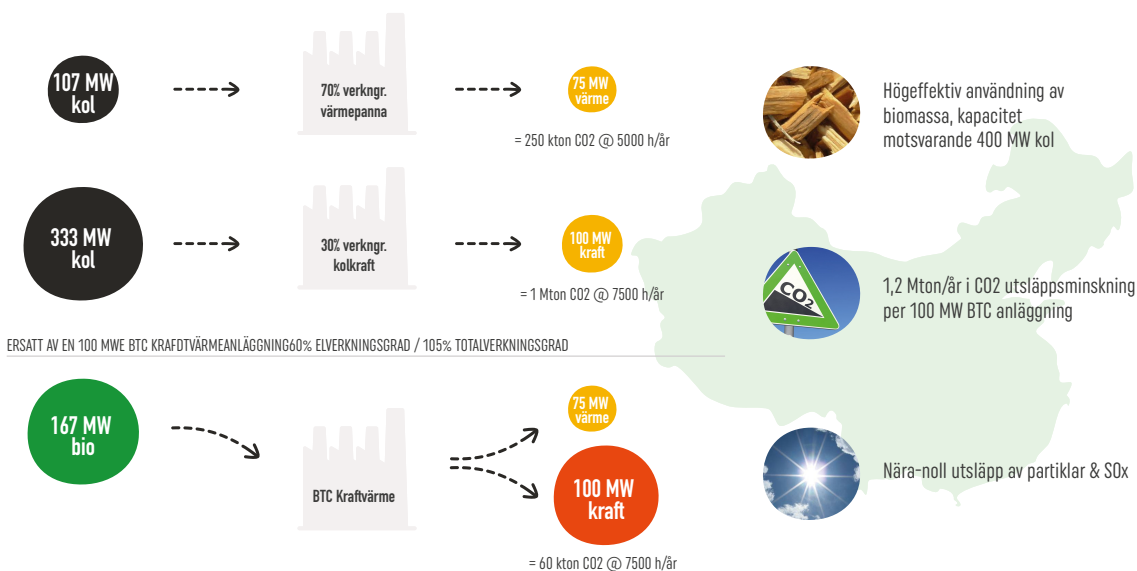 107 MW
kol
70% verkngr.
värmepanna
75 MW
värme
= 250 kton CO2 @ 5000 h/år
Högeffektiv användning av
biomassa, kapacitet
motsvarande 400 MW kol
333 MW
kol
30% verkngr.
kolkraft
100 MW
kraft
= 1 Mton CO2 @ 7500 h/år
CO2
1,2 Mton/år i CO2 utsläppsminskning
per 100 MW BTC anläggning
ERSATT AV EN 100 MWE BTC KRAFDTVÄRMEANLÄGGNING60% ELVERKNINGSGRAD / 105% TOTALVERKNINGSGRAD
167 MW
bio
BTC Kraftvärme
75 MW
värme
100 MW
kraft
= 60 kton CO2 @ 7500 h/år
Nära-noll utsläpp av partiklar & SOx